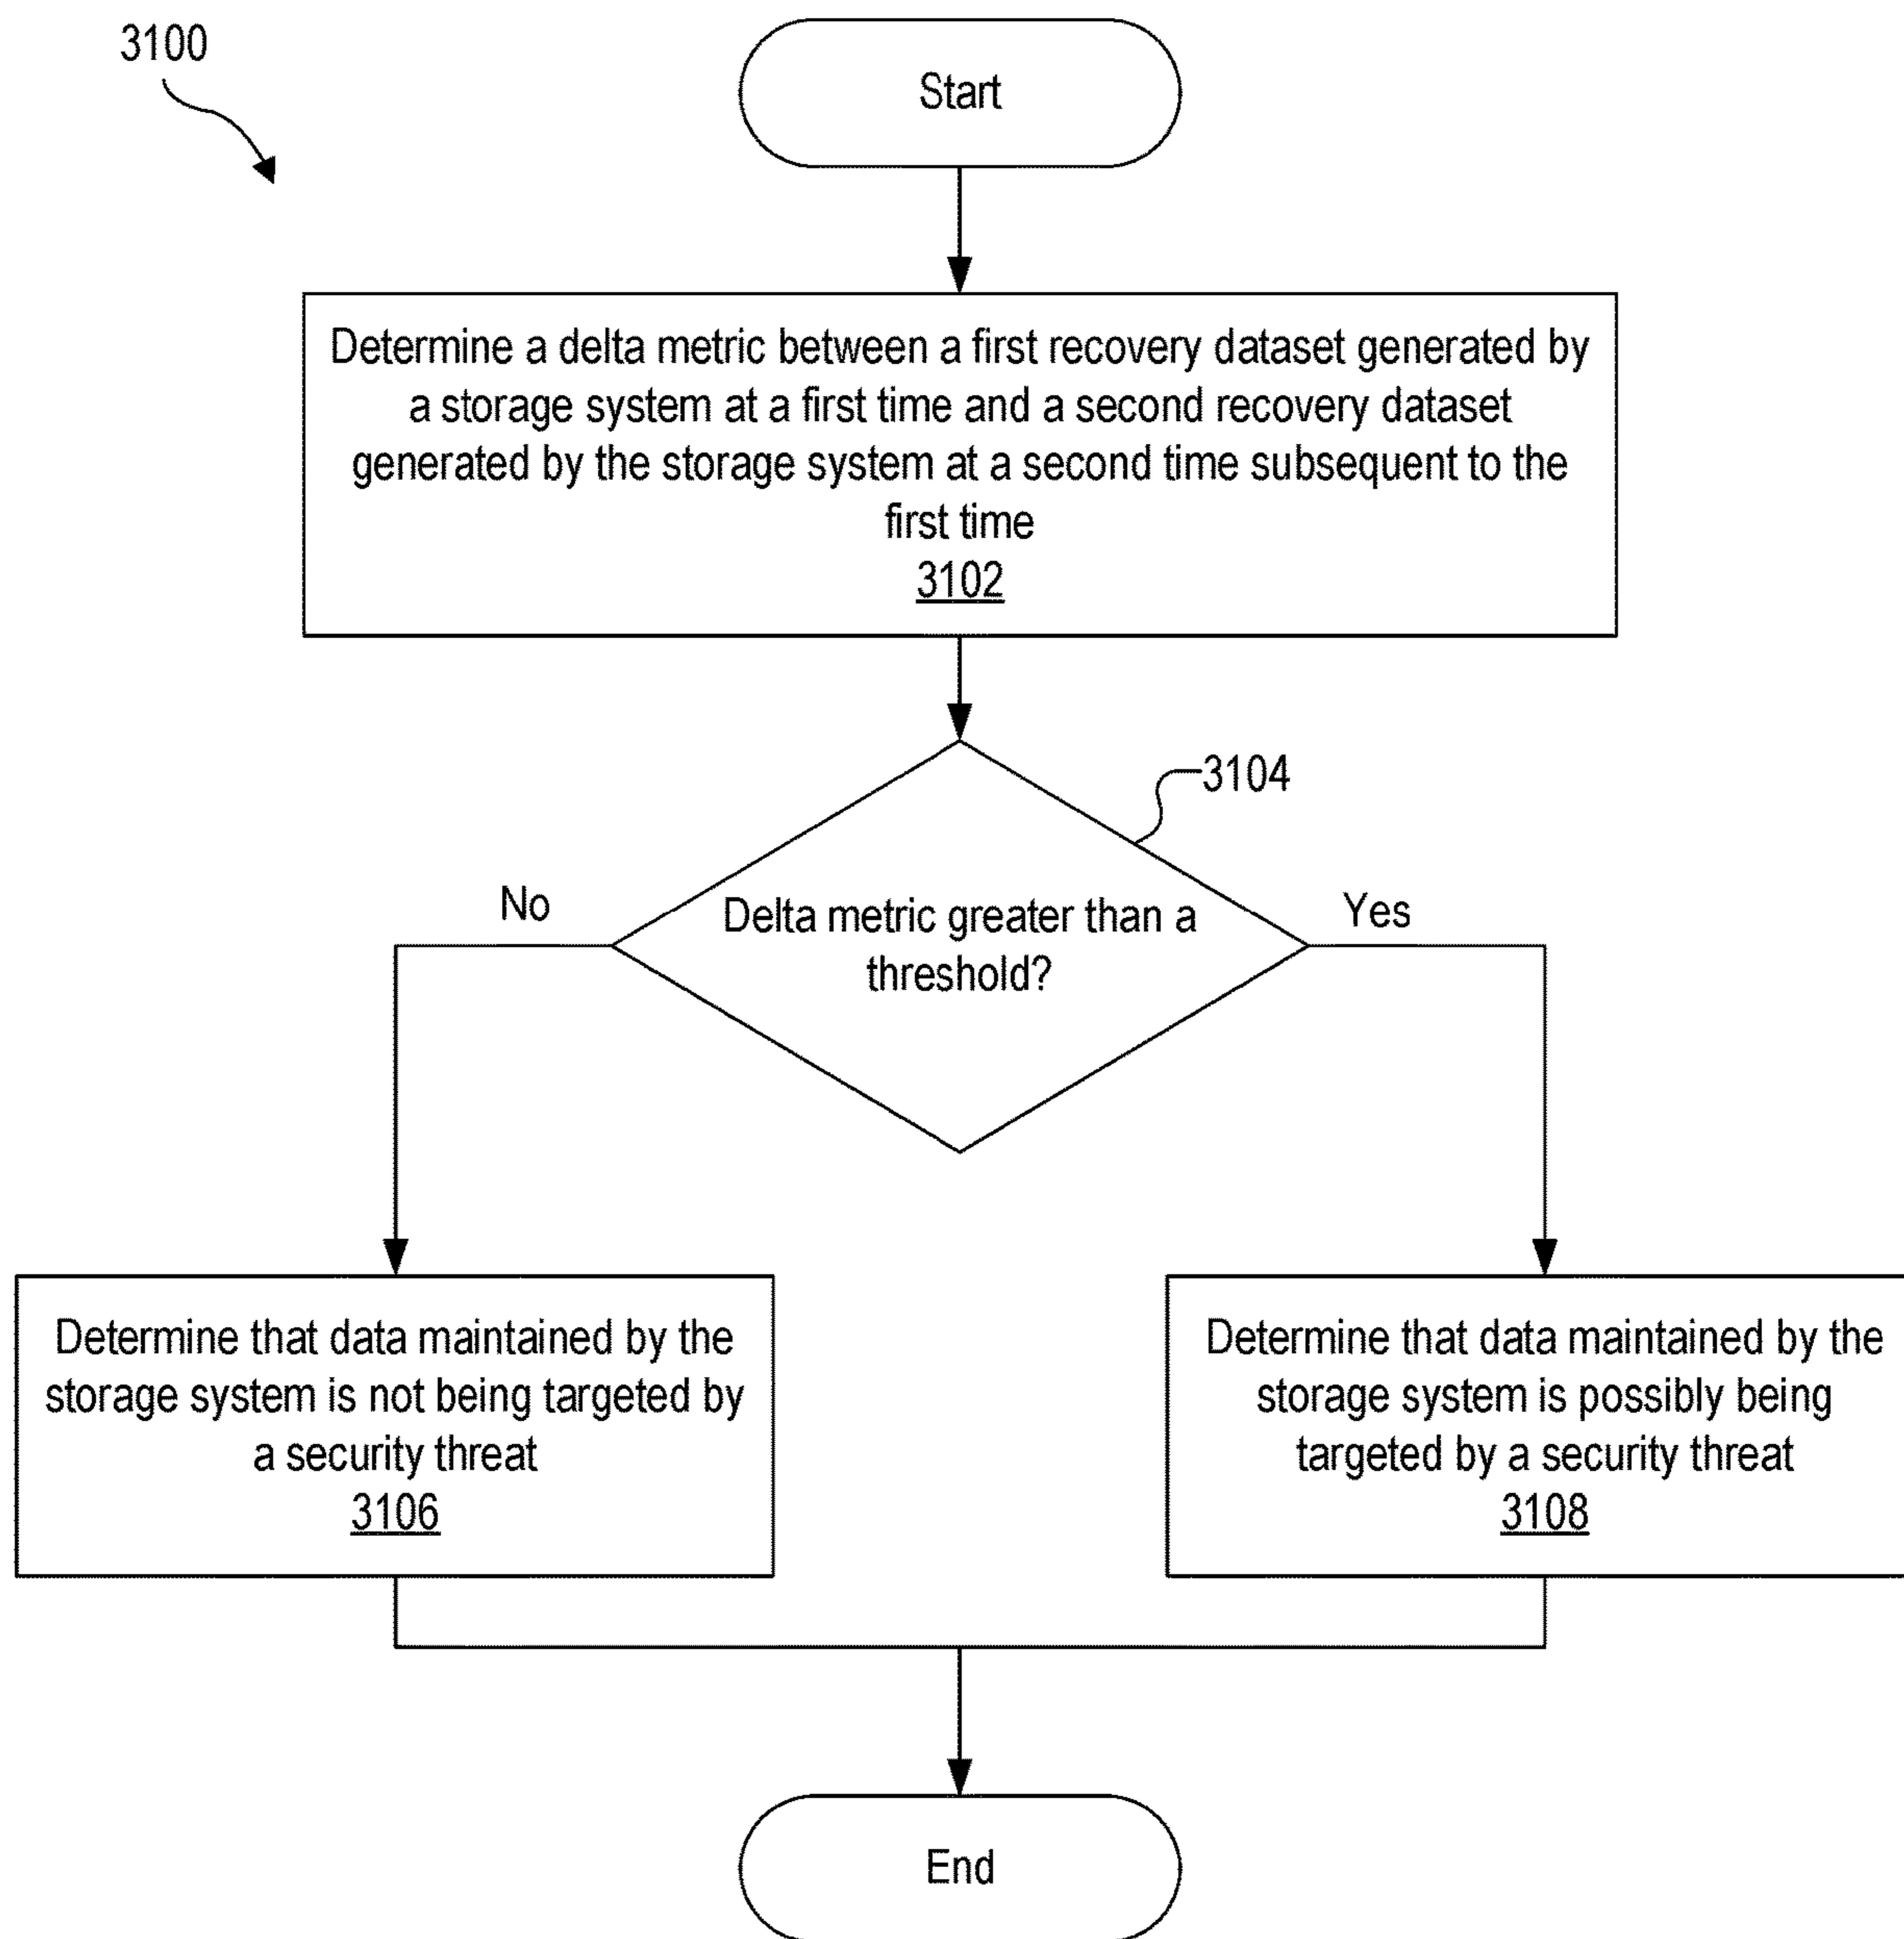 3100
Start
Determine a delta metric between a first recovery dataset generated by
a storage system at a first time and a second recovery dataset
generated by the storage system at a second time subsequent to the
first time
3102
3104
Delta metric greater than a
threshold?
No
Yes
Determine that data maintained by the
storage system is not being targeted by
a security threat
3106
Determine that data maintained by the
storage system is possibly being
targeted by a security threat
3108
End